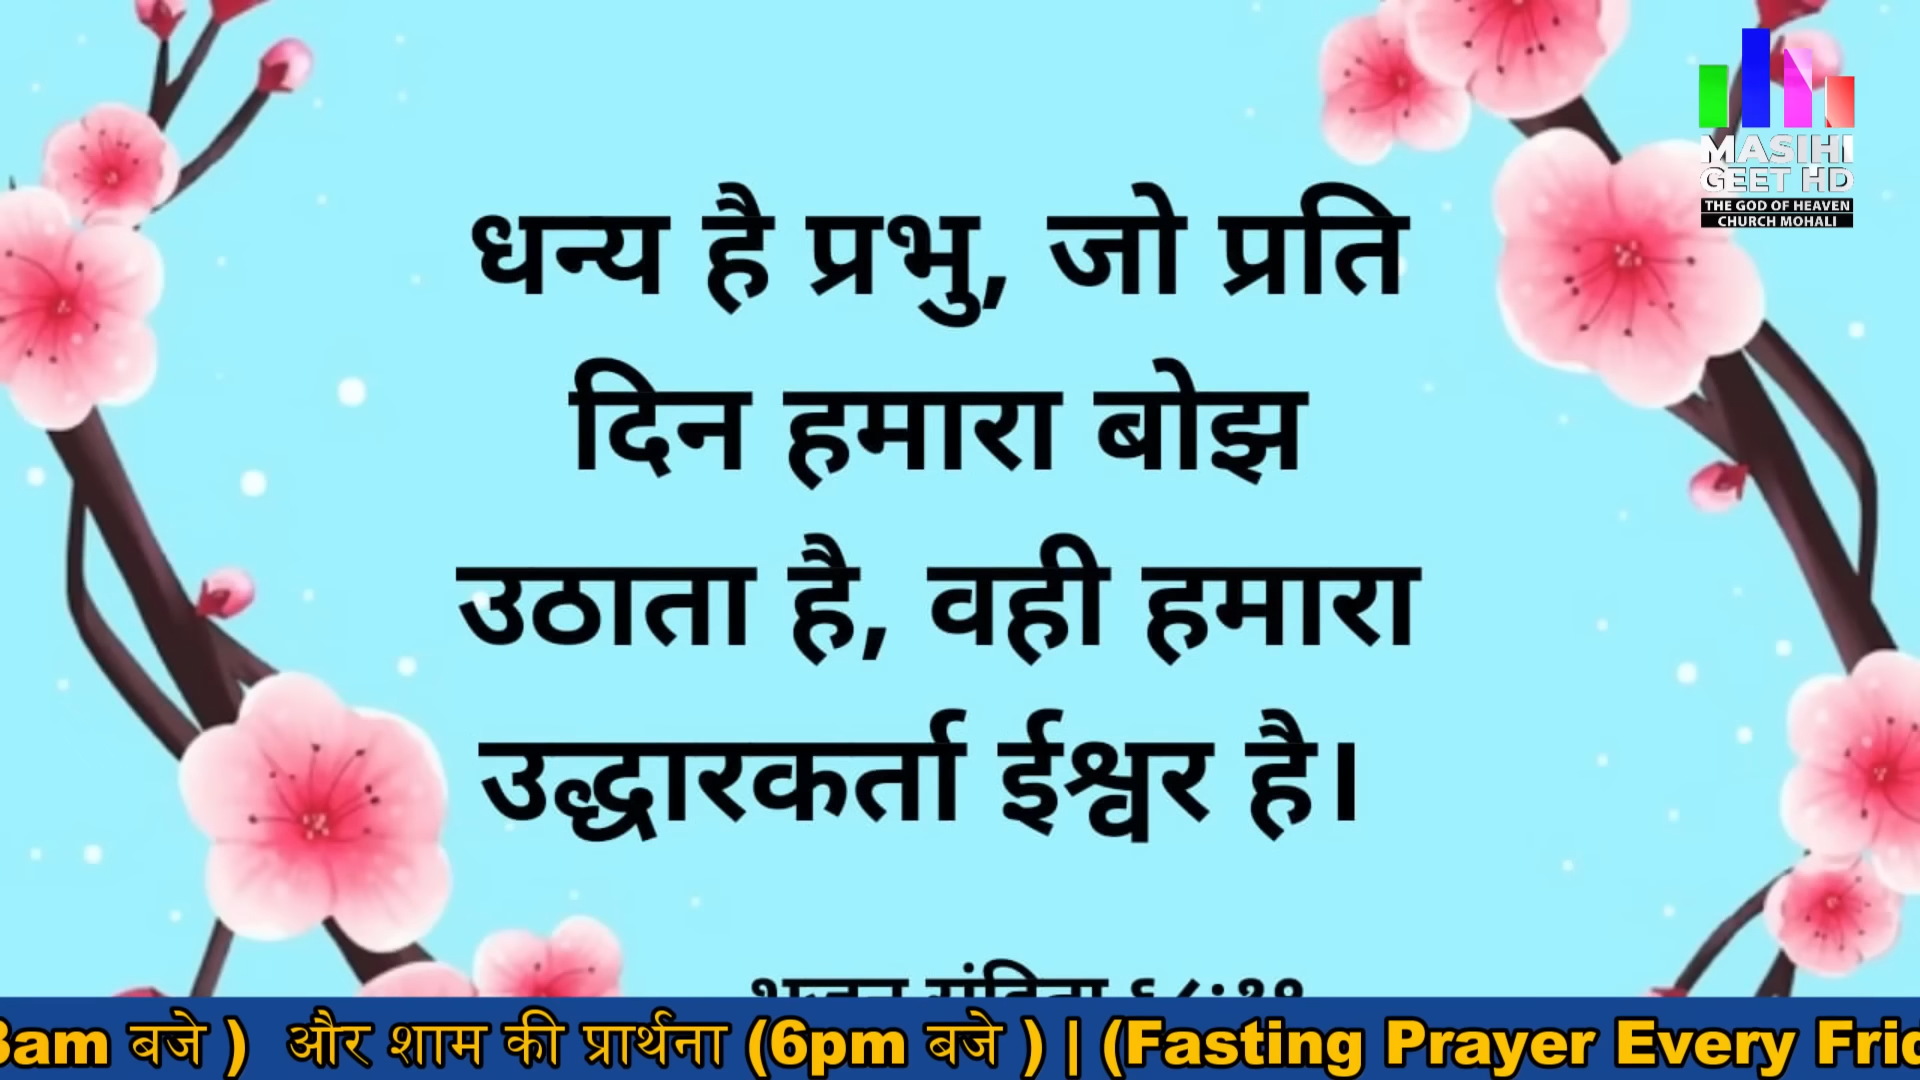 MASIHI
GEET HD
THE GOD OF HEAVEN
CHURCH MOHALI
धन्य है प्रभु, जो प्रति
दिन हमारा बोझ
उठाता है, वही हमारा
उद्धारकर्ता ईश्वर है।
बजे ) और शाम की प्रार्थना (6pm बजे ) | (Fasting Prayer Every